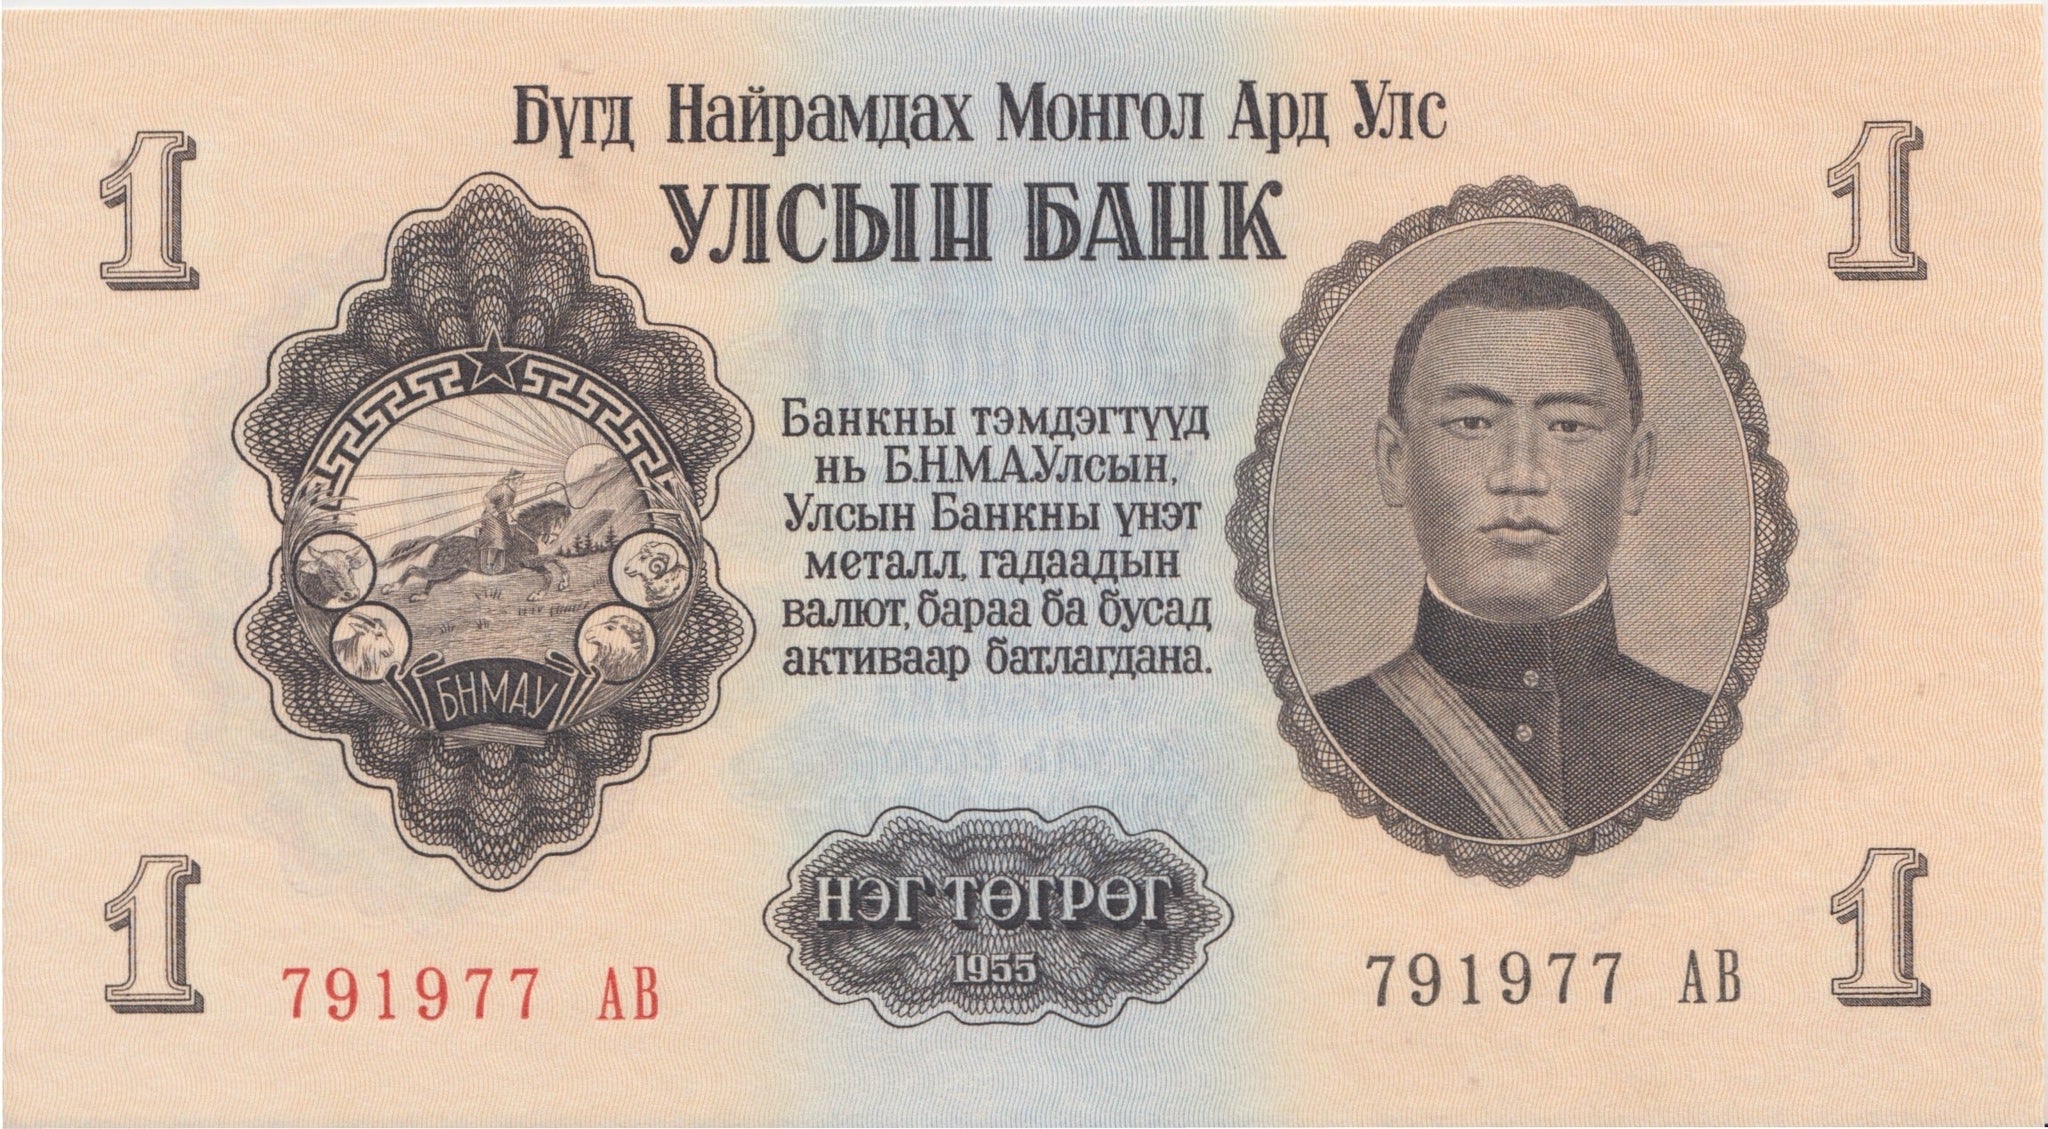 Бүгд Найрамдах Монгол Ард Улс
УЛСЫН БАНК
1
1
Банкны тэмдэгтүүд
нь Б.Н.М.А.Улсын,
Улсын Банкны үнэт
металл, гадаадын
валют, бараа ба бусад
активаар батлагдана.
БНМАУ
НЭГ ТӨГРӨГ
1955
1
791977 АВ
791977 АВ
1